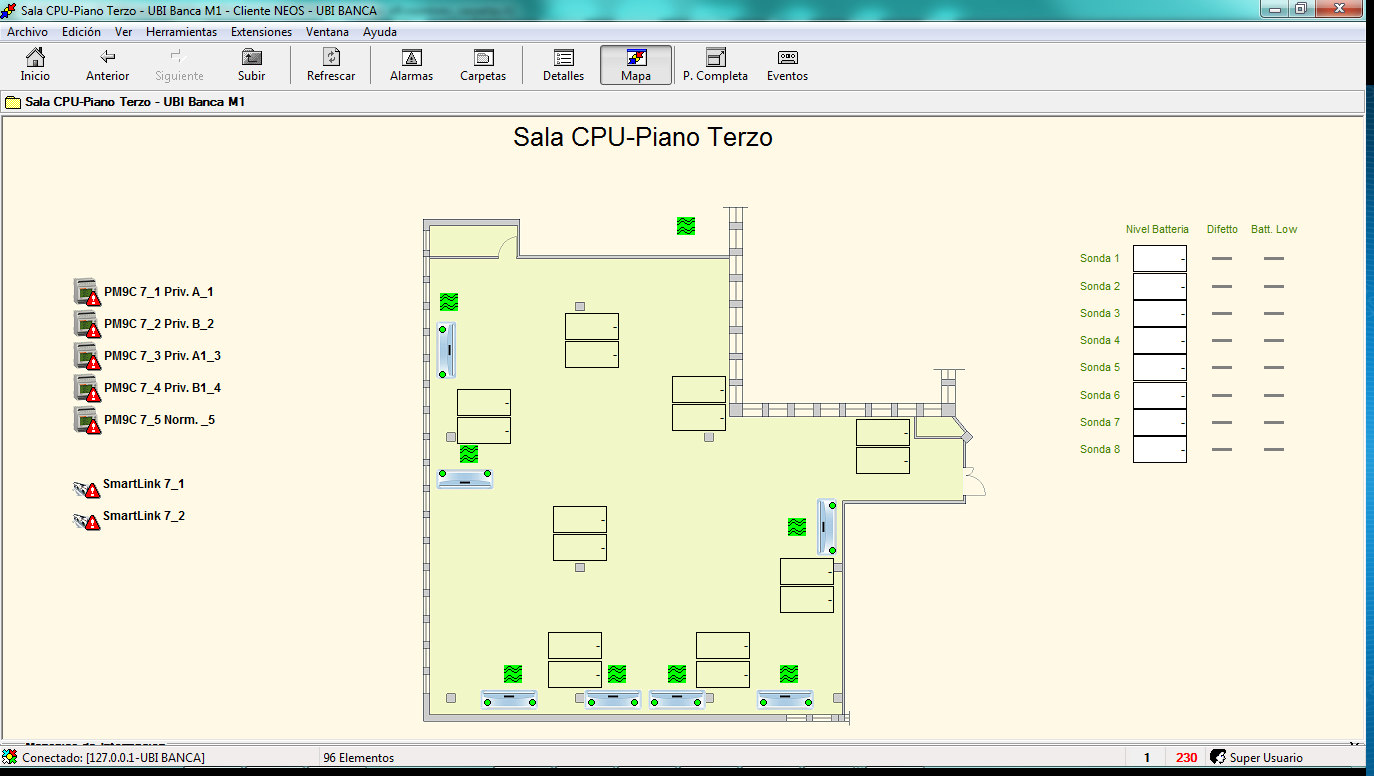 Sala CPU-Piano Terzo - UBI Banca M1 - Cliente NEOS - UBI BANCA
Archivo Edición Ver Herramientas Extensiones Ventana Ayuda
Inicio Anterior Siguiente Subir Refrescar Alarmas Carpetas Detalles Mapa P. Completa Eventos
Sala CPU-Piano Terzo - UBI Banca M1
Sala CPU-Piano Terzo
PM9C 7_1 Priv. A_1
PM9C 7_2 Priv. B_2
PM9C 7_3 Priv. A1_3
PM9C 7_4 Priv. B1_4
PM9C 7_5 Norm. _5
SmartLink 7_1
SmartLink 7_2
Nivel Batteria Difetto Batt. Low
Sonda 1 -
Sonda 2 -
Sonda 3 -
Sonda 4 -
Sonda 5 -
Sonda 6 -
Sonda 7 -
Sonda 8 -
Conectado: [127.0.0.1-UBI BANCA] 96 Elementos 1 230 Super Usuario